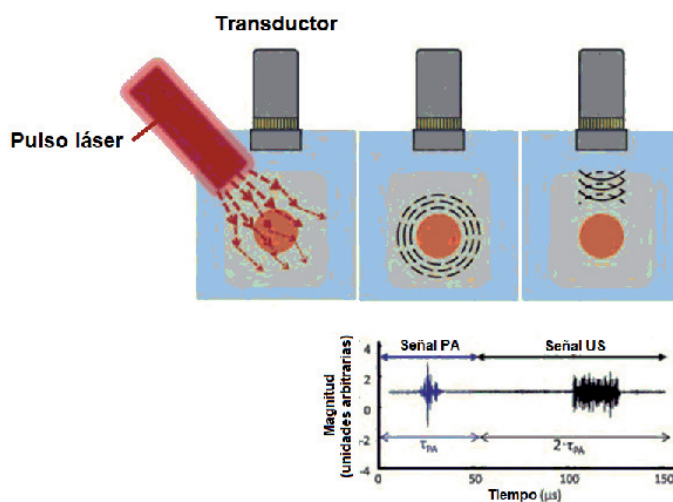 Transductor
Pulso láser
Señal PA
Señal US
Magnitud
(unidades arbitrarias)
4
2
0
-2
-4
τPA
2·τPA
0
50
100
150
Tiempo (µs)